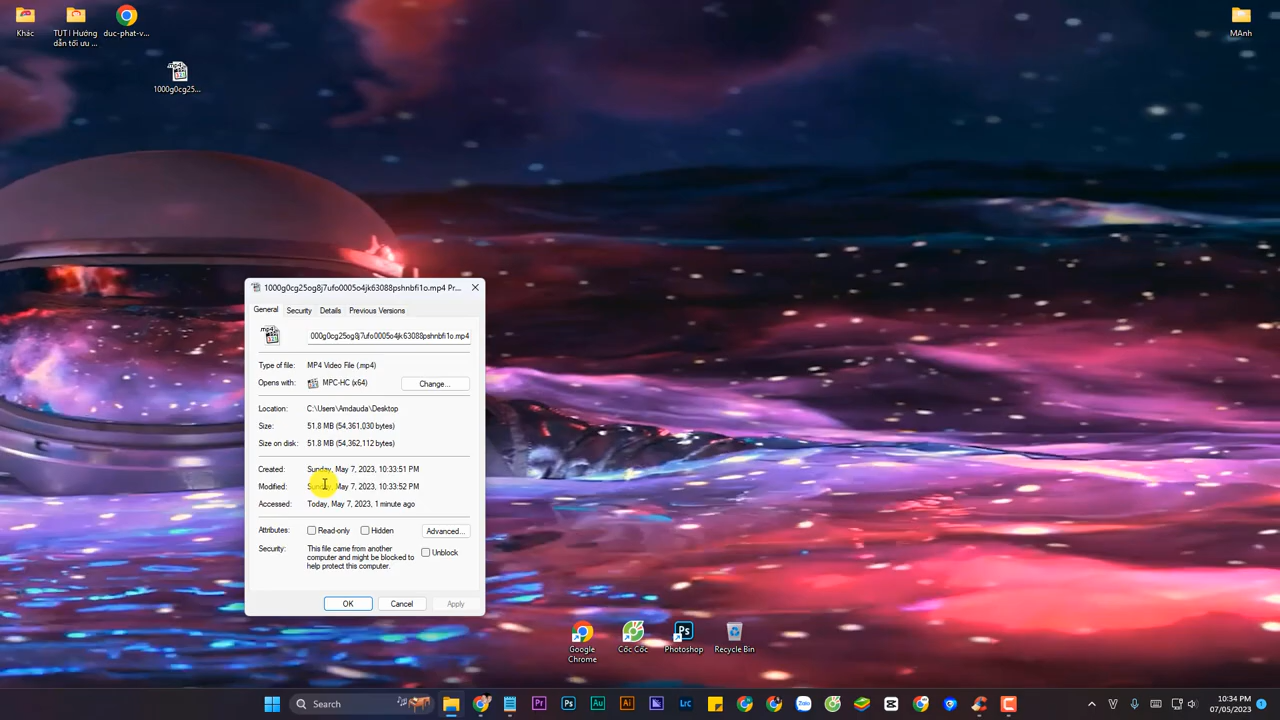 Khác
TUT I Hướng
dẫn tối ưu ...
duc-phat-v...
MAnh
1000g0cg25...
1000g0cg25og8j7ufo0005o4jk63088pshnbfi1o.mp4 Pr...
General
Security
Details
Previous Versions
000g0cg25og8j7ufo0005o4jk63088pshnbfi1o.mp4
Type of file:
MP4 Video File (.mp4)
Opens with:
MPC-HC (x64)
Change...
Location:
C:\Users\Amdauda\Desktop
Size:
51.8 MB (54,361,030 bytes)
Size on disk:
51.8 MB (54,362,112 bytes)
Created:
Sunday, May 7, 2023, 10:33:51 PM
Modified:
Sunday, May 7, 2023, 10:33:52 PM
Accessed:
Today, May 7, 2023, 1 minute ago
Attributes:
Read-only
Hidden
Advanced...
Security:
This file came from another
computer and might be blocked to
help protect this computer.
Unblock
OK
Cancel
Apply
Google
Chrome
Cốc Cốc
Photoshop
Recycle Bin
Search
10:34 PM
07/05/2023